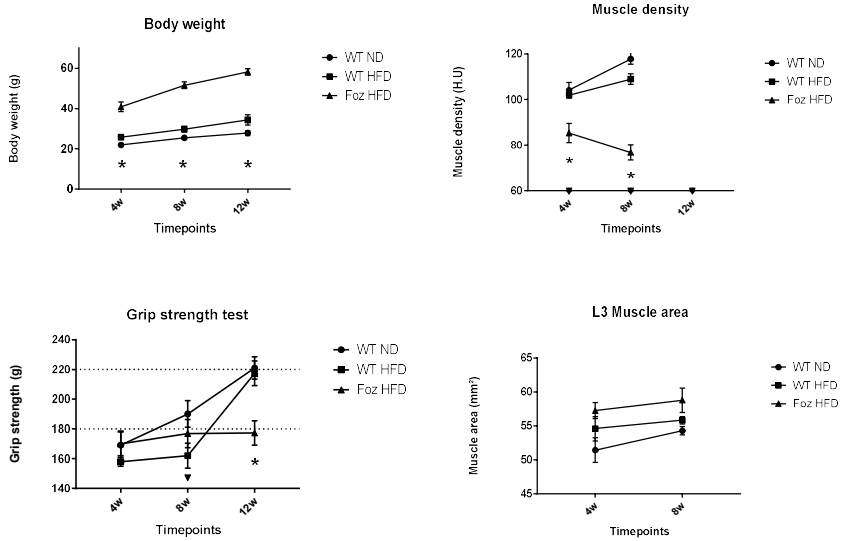 Body weight
Body weight (g)
60
40
20
0
4w
8w
12w
Timepoints
WT ND
WT HFD
Foz HFD
*
*
*
Muscle density
Muscle density (H.U)
120
100
80
60
4w
8w
12w
Timepoints
WT ND
WT HFD
Foz HFD
*
*
Grip strength test
Grip strength (g)
240
220
200
180
160
140
4w
8w
12w
Timepoints
WT ND
WT HFD
Foz HFD
*
L3 Muscle area
Muscle area (mm²)
65
60
55
50
45
4w
8w
Timepoints
WT ND
WT HFD
Foz HFD